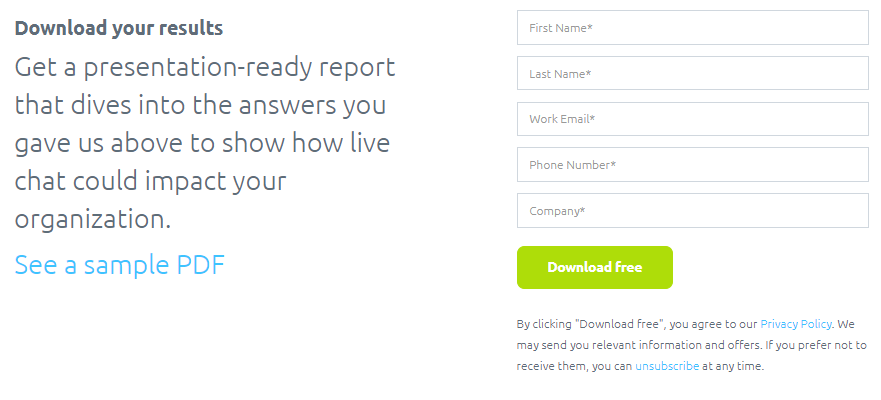 Download your results
Get a presentation-ready report
that dives into the answers you
gave us above to show how live
chat could impact your
organization.
See a sample PDF
First Name*
Last Name*
Work Email*
Phone Number*
Company*
Download free
By clicking "Download free", you agree to our Privacy Policy. We
may send you relevant information and offers. If you prefer not to
receive them, you can unsubscribe at any time.